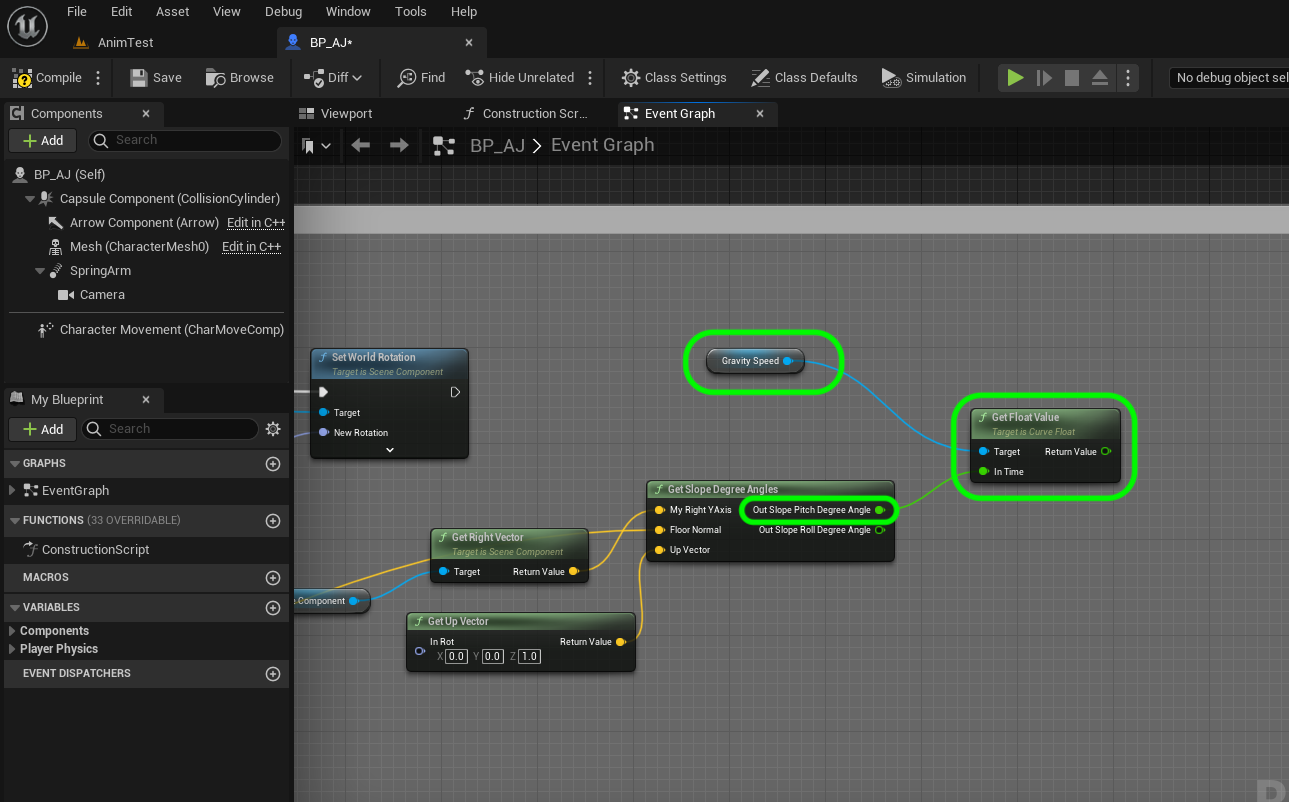 File Edit Asset View Debug Window Tools Help
AnimTest
BP_AJ*
Compile Save Browse Diff Find Hide Unrelated Class Settings Class Defaults Simulation No debug object sel
Components
Viewport Construction Scr... Event Graph
Add Search
BP_AJ > Event Graph
BP_AJ (Self)
Capsule Component (CollisionCylinder)
Arrow Component (Arrow) Edit in C++
Mesh (CharacterMesh0) Edit in C++
SpringArm
Camera
Character Movement (CharMoveComp)
My Blueprint
Add Search
GRAPHS
EventGraph
FUNCTIONS (33 OVERRIDABLE)
ConstructionScript
MACROS
VARIABLES
Components
Player Physics
EVENT DISPATCHERS
Set World Rotation
Target is Scene Component
Target
New Rotation
Gravity Speed
Get Float Value
Target is Curve Float
Target Return Value
In Time
Get Slope Degree Angles
My Right YAxis Out Slope Pitch Degree Angle
Floor Normal Out Slope Roll Degree Angle
Up Vector
Get Right Vector
Target is Scene Component
Target Return Value
Component
Get Up Vector
In Rot Return Value
X 0.0 Y 0.0 Z 1.0